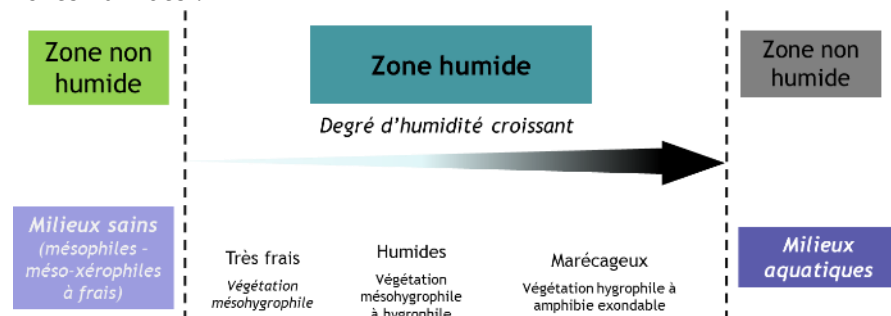 Zone non
humide
Zone humide
Zone non
humide
Degré d'humidité croissant
Milieux sains
(mésophiles -
méso-xérophiles
à frais)
Très frais
Végétation
mésohygrophile
Humides
Végétation
mésohygrophile
à hygrophile
Marécageux
Végétation hygrophile à
amphibie exondable
Milieux
aquatiques